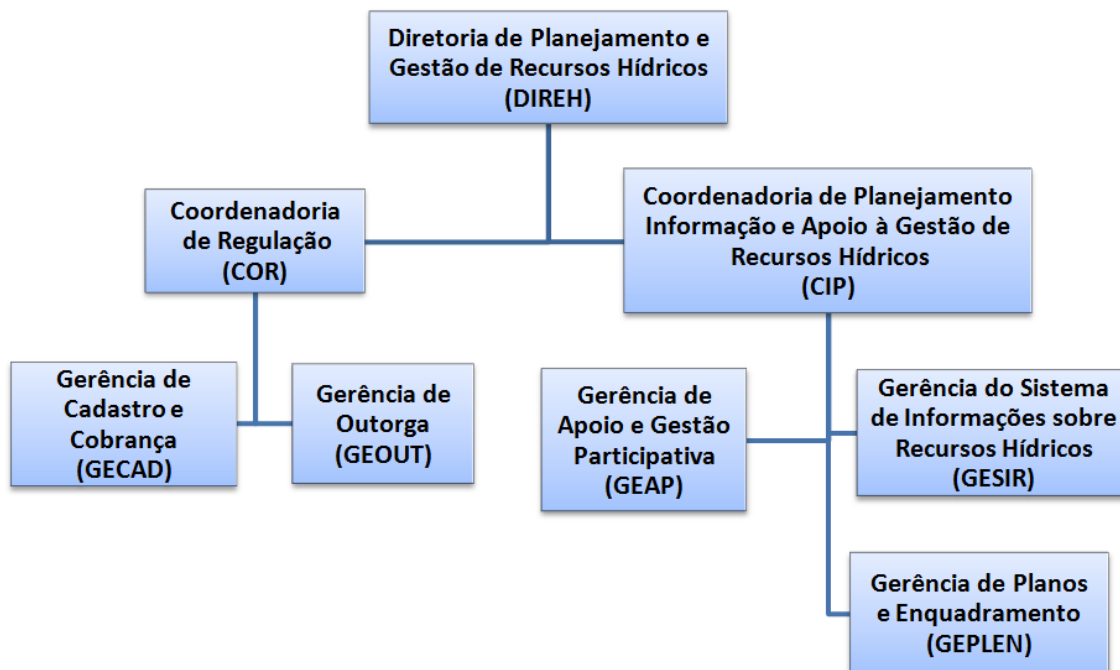 Diretoria de Planejamento e
Gestão de Recursos Hídricos
(DIREH)
Coordenadoria
de Regulação
(COR)
Coordenadoria de Planejamento
Informação e Apoio à Gestão de
Recursos Hídricos
(CIP)
Gerência de
Cadastro e
Cobrança
(GECAD)
Gerência de
Outorga
(GEOUT)
Gerência de
Apoio e Gestão
Participativa
(GEAP)
Gerência do Sistema
de Informações sobre
Recursos Hídricos
(GESIR)
Gerência de Planos
e Enquadramento
(GEPLEN)